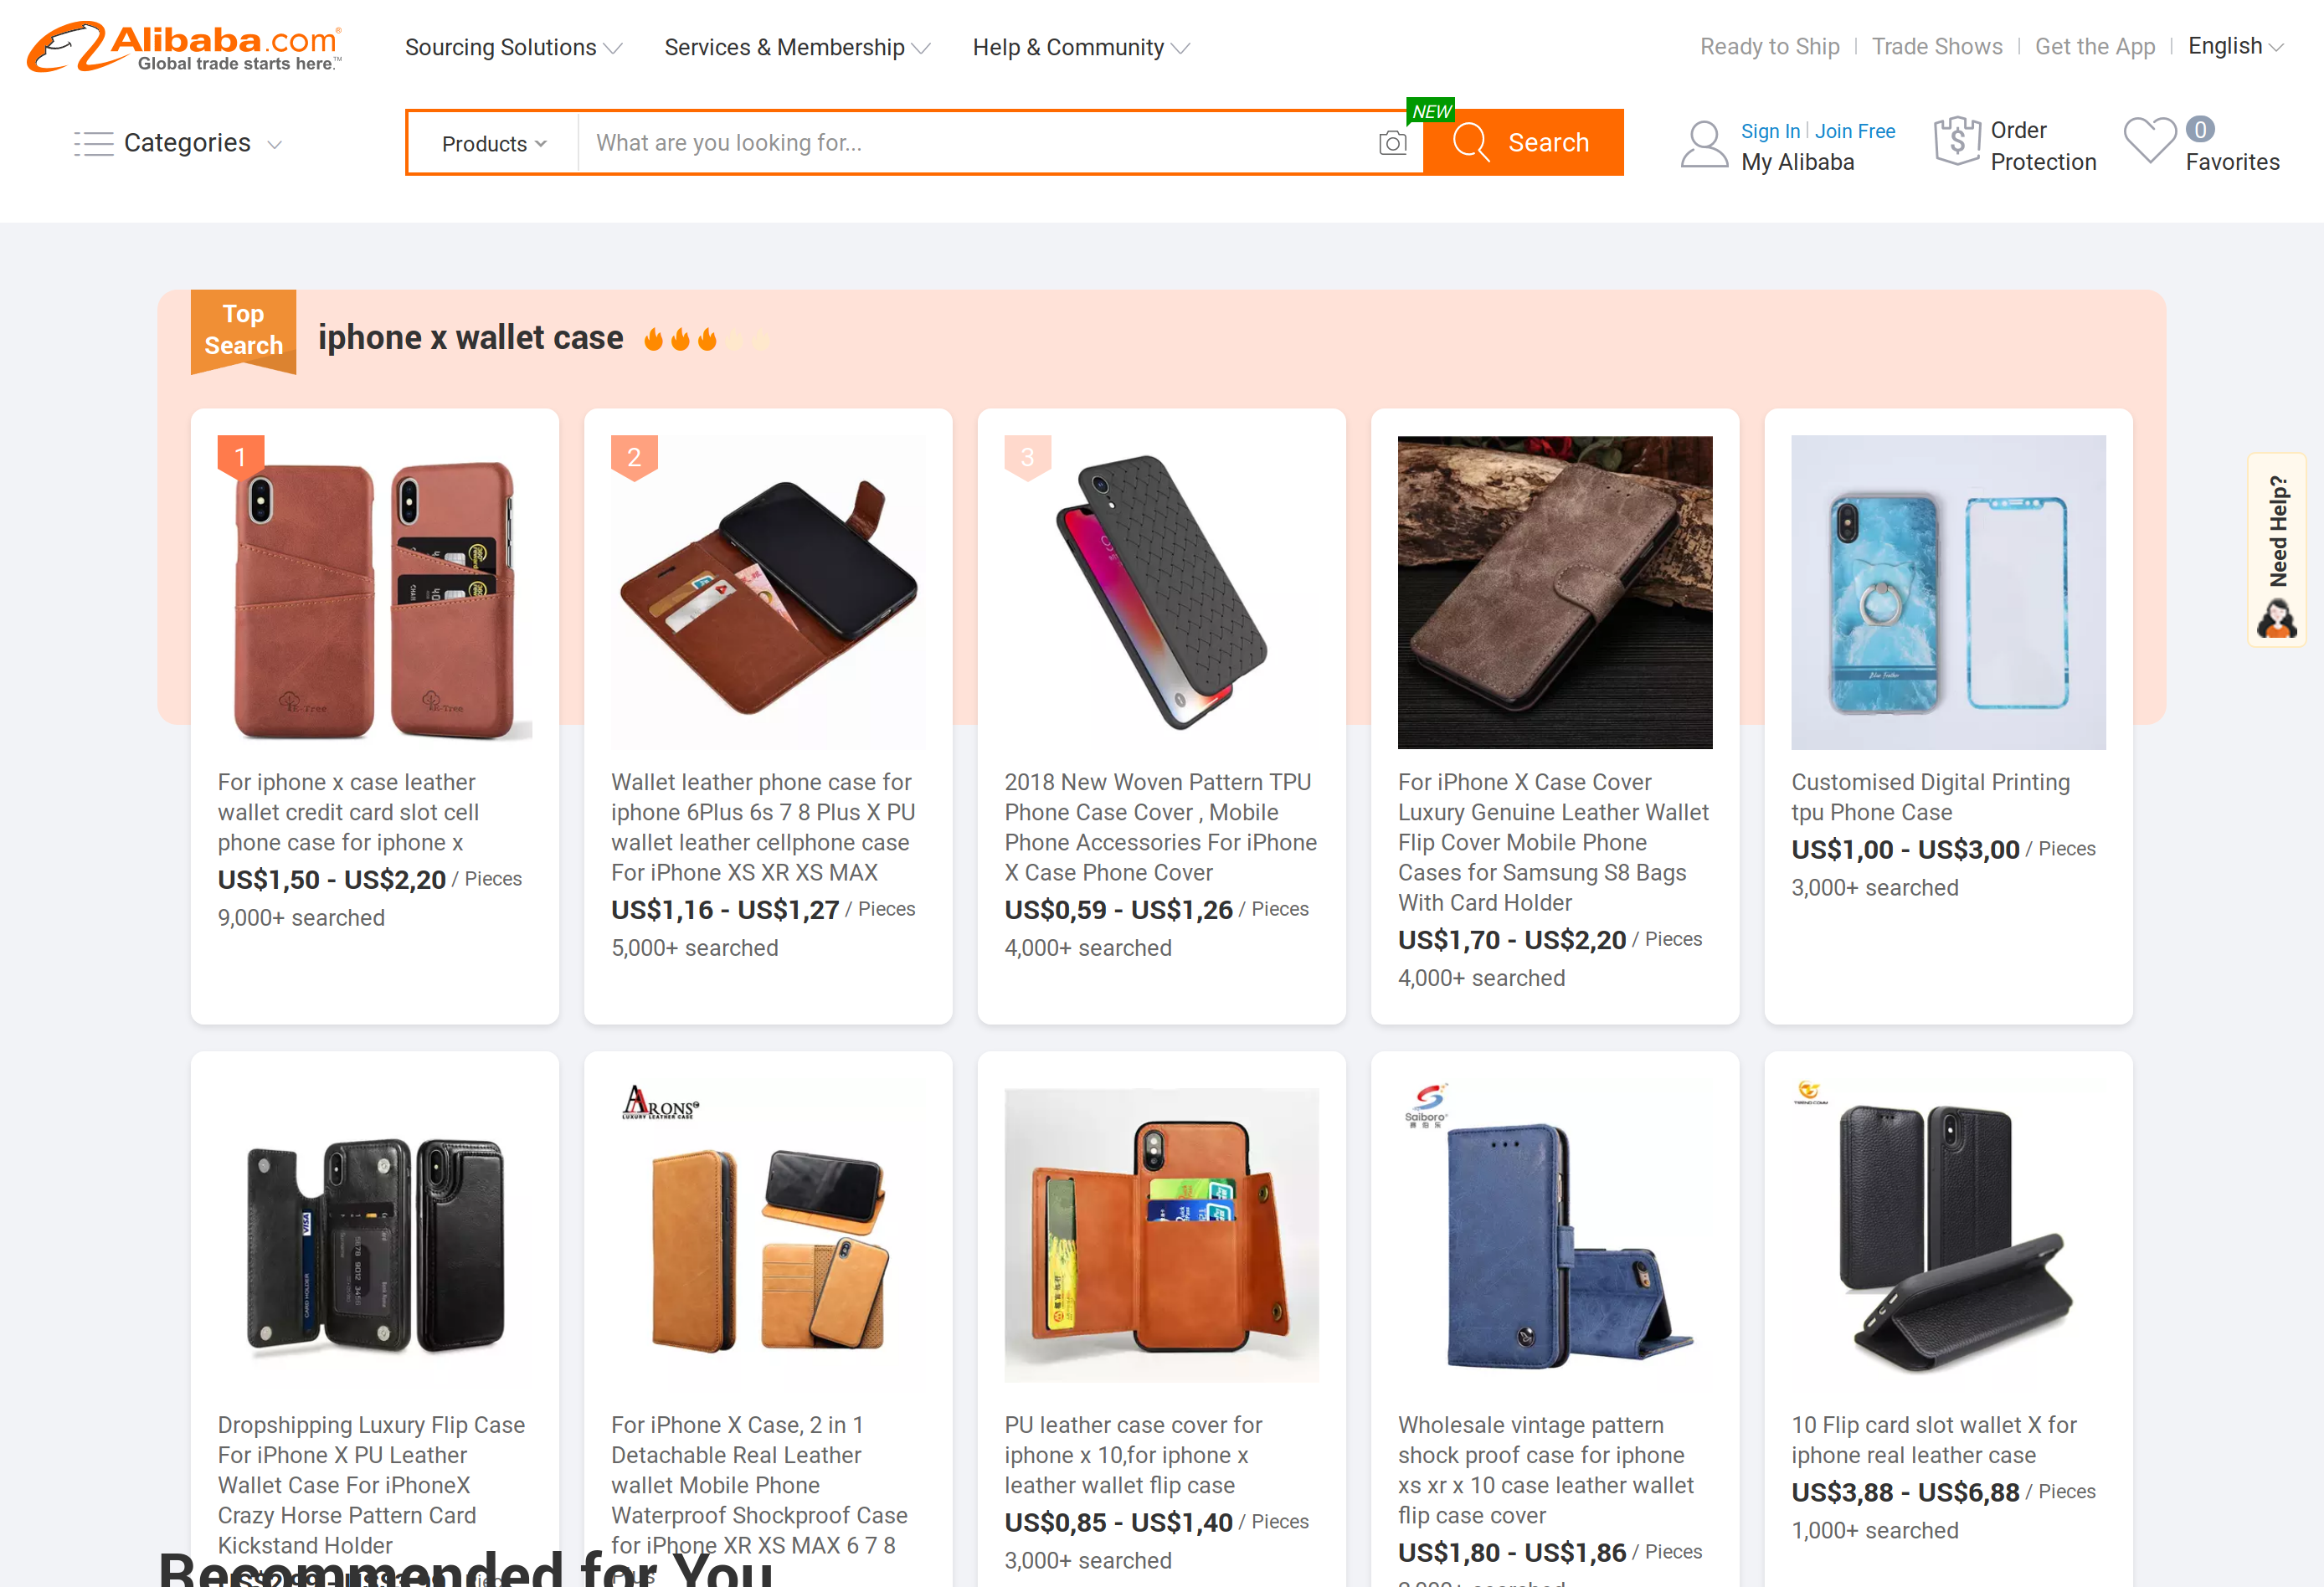 Alibaba.com
Global trade starts here.™
Sourcing Solutions
Services & Membership
Help & Community
Ready to Ship
Trade Shows
Get the App
English
Categories
Products
What are you looking for...
NEW
Search
Sign In
Join Free
My Alibaba
Order
Protection
0
Favorites
Top
Search
iphone x wallet case
1
2
3
Need Help?
For iphone x case leather
wallet credit card slot cell
phone case for iphone x
US$1,50 - US$2,20 / Pieces
9,000+ searched
Wallet leather phone case for
iphone 6Plus 6s 7 8 Plus X PU
wallet leather cellphone case
For iPhone XS XR XS MAX
US$1,16 - US$1,27 / Pieces
5,000+ searched
2018 New Woven Pattern TPU
Phone Case Cover , Mobile
Phone Accessories For iPhone
X Case Phone Cover
US$0,59 - US$1,26 / Pieces
4,000+ searched
For iPhone X Case Cover
Luxury Genuine Leather Wallet
Flip Cover Mobile Phone
Cases for Samsung S8 Bags
With Card Holder
US$1,70 - US$2,20 / Pieces
4,000+ searched
Customised Digital Printing
tpu Phone Case
US$1,00 - US$3,00 / Pieces
3,000+ searched
ARONS
LUXURY LEATHER CASE
Saiboro
Dropshipping Luxury Flip Case
For iPhone X PU Leather
Wallet Case For iPhoneX
Crazy Horse Pattern Card
Kickstand Holder
For iPhone X Case, 2 in 1
Detachable Real Leather
wallet Mobile Phone
Waterproof Shockproof Case
for iPhone XR XS MAX 6 7 8
Plus
PU leather case cover for
iphone x 10,for iphone x
leather wallet flip case
US$0,85 - US$1,40 / Pieces
3,000+ searched
Wholesale vintage pattern
shock proof case for iphone
xs xr x 10 case leather wallet
flip case cover
US$1,80 - US$1,86 / Pieces
10 Flip card slot wallet X for
iphone real leather case
US$3,88 - US$6,88 / Pieces
1,000+ searched
Recommended for You